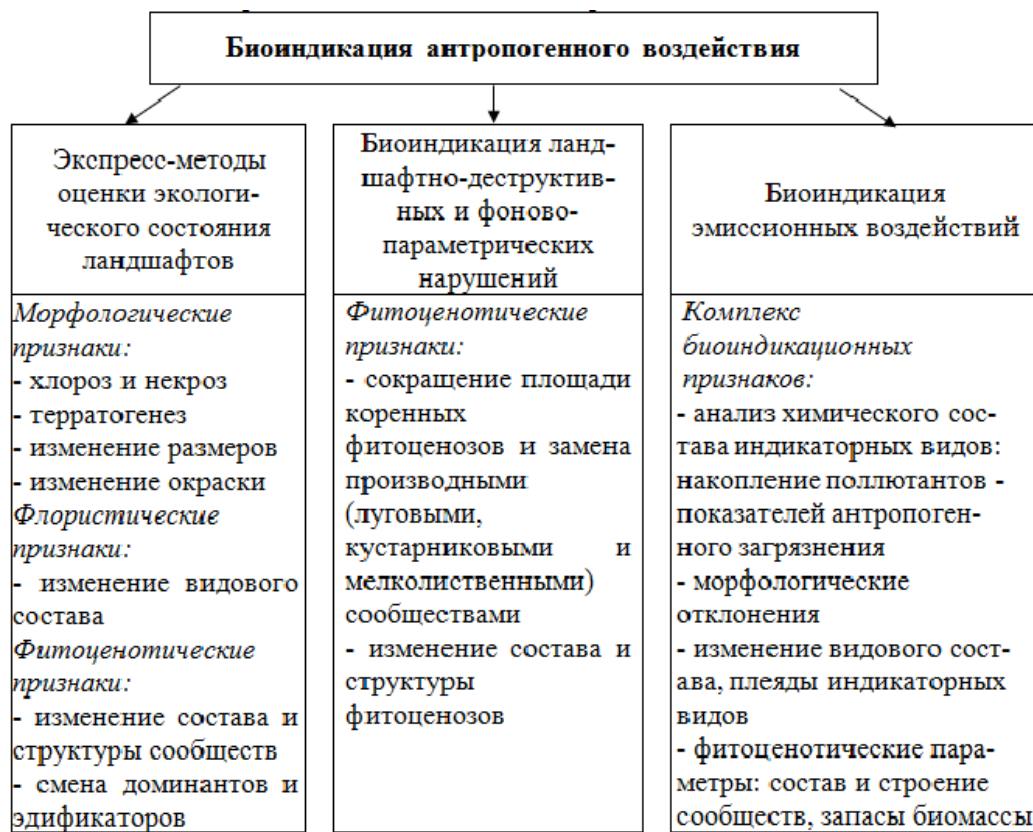 Биоиндикация антропогенного воздействия
Экспресс-методы
оценки экологи-
ческого состояния
ландшафтов
Морфологические
признаки:
- хлороз и некроз
- терратогенез
- изменение размеров
- изменение окраски
Флористические
признаки:
- изменение видового
состава
Фитоценотические
признаки:
- изменение состава и
структуры сообществ
- смена доминантов и
эдификаторов
Биоиндикация ланд-
шафтно-деструктив-
ных и фоново-
параметрических
нарушений
Фитоценотические
признаки:
- сокращение площади
коренных
фитоценозов и замена
производными
(луговыми,
кустарниковыми и
мелколиственными)
сообществами
- изменение состава и
структуры
фитоценозов
Биоиндикация
эмиссионных воздействий
Комплекс
биоиндикационных
признаков:
- анализ химического сос-
тава индикаторных видов:
накопление поллютантов -
показателей антропоген-
ного загрязнения
- морфологические
отклонения
- изменение видового сост-
ава, плеяды индикаторных
видов
- фитоценотические пара-
метры: состав и строение
сообществ, запасы биомассы